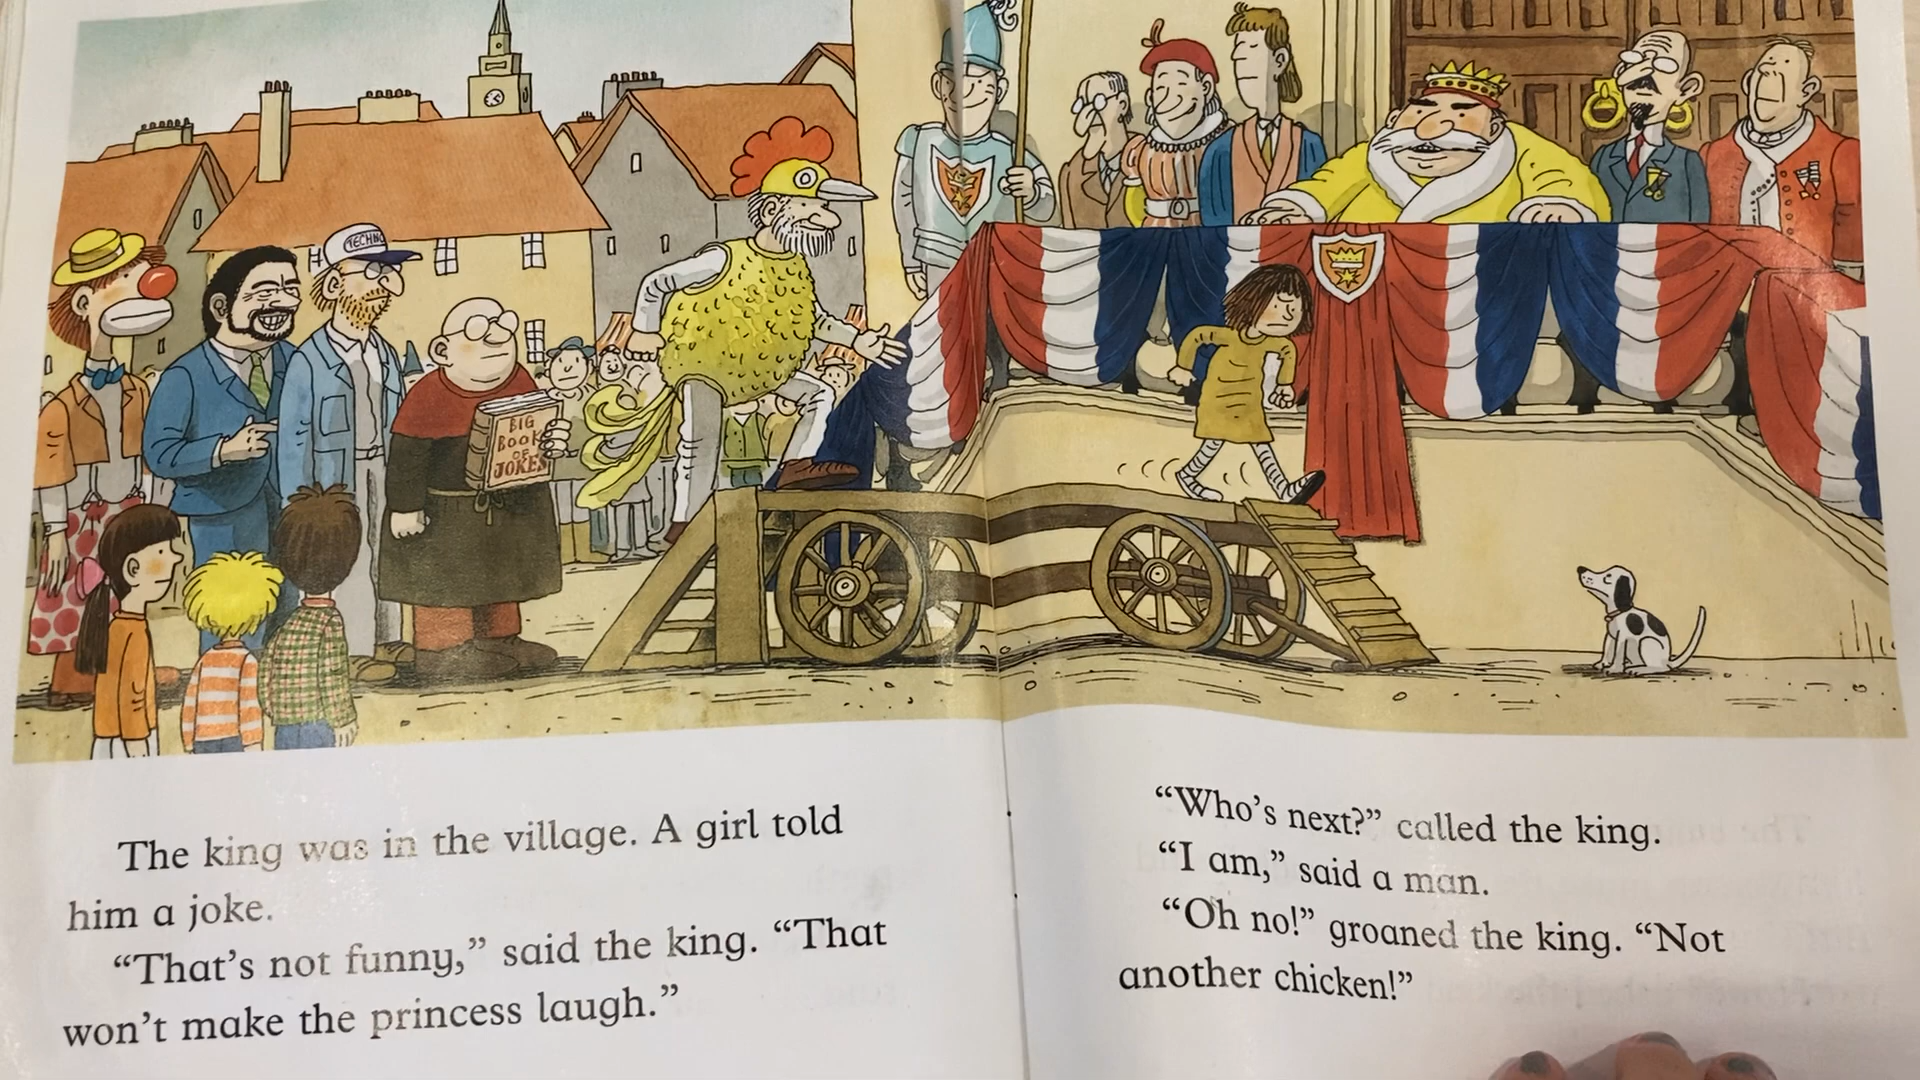 TECHNO
BIG
BOOK
OF
JOKES
The king was in the village. A girl told
him a joke.
“That’s not funny,” said the king. “That
won’t make the princess laugh.”
“Who’s next?” called the king.
“I am,” said a man.
“Oh no!” groaned the king. “Not
another chicken!”